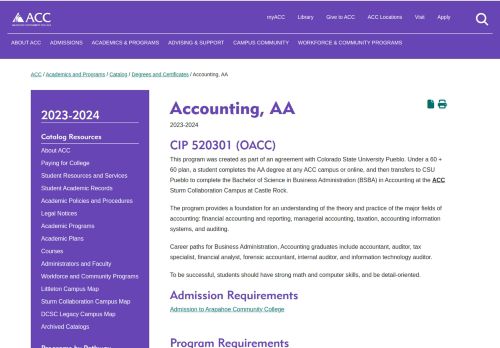 ACC
myACC Library Give to ACC ACC Locations Visit Apply
ABOUT ACC ADMISSIONS ACADEMICS & PROGRAMS ADVISING & SUPPORT CAMPUS COMMUNITY WORKFORCE & COMMUNITY PROGRAMS
ACC / Academics and Programs / Catalog / Degrees and Certificates / Accounting, AA
2023-2024
Catalog Resources
About ACC
Paying for College
Student Resources and Services
Student Academic Records
Academic Policies and Procedures
Legal Notices
Academic Programs
Academic Plans
Courses
Administrators and Faculty
Workforce and Community Programs
Littleton Campus Map
Sturm Collaboration Campus Map
DCSC Legacy Campus Map
Archived Catalogs
Programs by Pathway
Accounting, AA
2023-2024
CIP 520301 (OACC)
This program was created as part of an agreement with Colorado State University Pueblo. Under a 60 +
60 plan, a student completes the AA degree at any ACC campus or online, and then transfers to CSU
Pueblo to complete the Bachelor of Science in Business Administration (BSBA) in Accounting at the ACC
Sturm Collaboration Campus at Castle Rock.
The program provides a foundation for an understanding of the theory and practice of the major fields of
accounting; financial accounting and reporting, managerial accounting, taxation, accounting information
systems, and auditing.
Career paths for Business Administration, Accounting graduates include accountant, auditor, tax
specialist, financial analyst, forensic accountant, internal auditor, and information technology auditor.
To be successful, students should have strong math and computer skills, and be detail-oriented.
Admission Requirements
Admission to Arapahoe Community College
Program Requirements